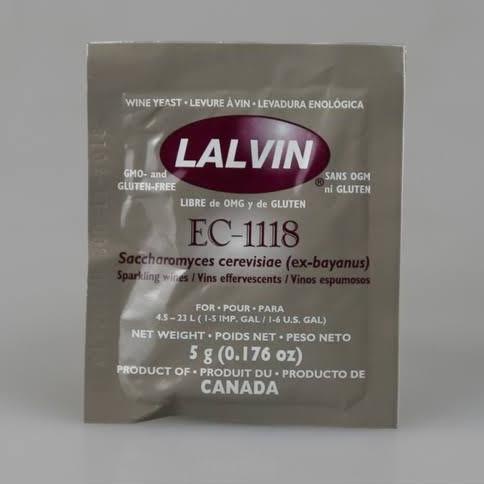 WINE YEAST • LEVURE À VIN • LEVADURA ENOLÓGICA
LALVIN®
GMO- and
GLUTEN-FREE
SANS OGM
ni GLUTEN
LIBRE de OMG y de GLUTEN
EC-1118
Saccharomyces cerevisiae (ex-bayanus)
Sparkling wines / Vins effervescents / Vinos espumosos
FOR • POUR • PARA
4.5 – 23 L ( 1-5 IMP. GAL / 1-6 U.S. GAL)
NET WEIGHT • POIDS NET • PESO NETO
5 g (0.176 oz)
PRODUCT OF • PRODUIT DU • PRODUCTO DE
CANADA